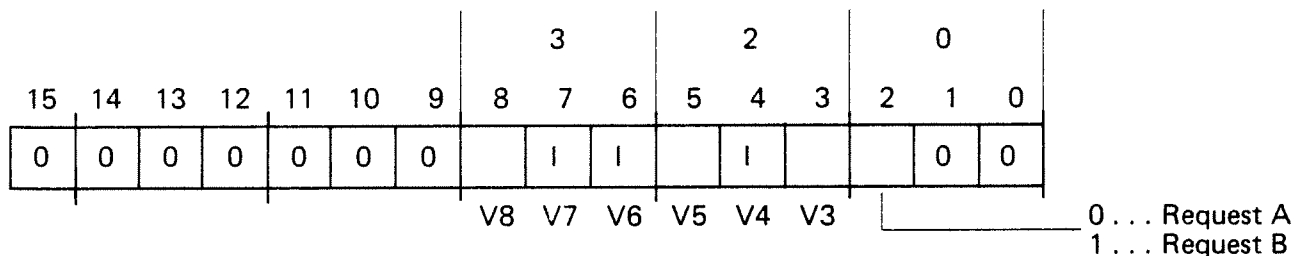 3 2 0
15 14 13 12 11 10 9 8 7 6 5 4 3 2 1 0
0 0 0 0 0 0 0 I I I 0 0
V8 V7 V6 V5 V4 V3
0 . . . Request A
1 . . . Request B